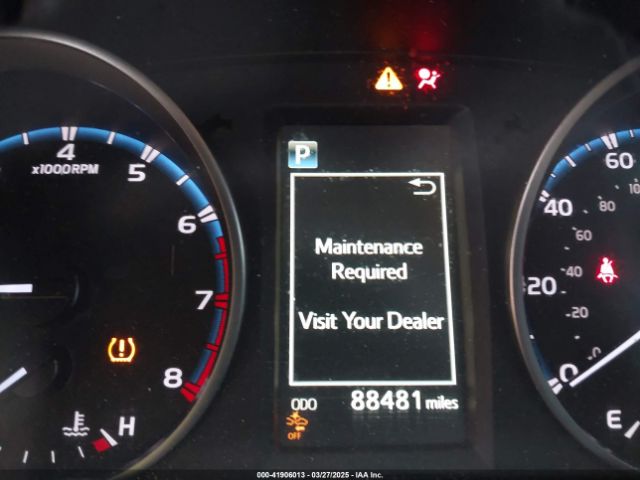 P
4
x1000RPM
5
6
7
8
H
Maintenance
Required
Visit Your Dealer
ODO 88481 miles
OFF
60
40
20
0
80
60
40
20
0
E
000-41906013 - 03/27/2025 - IAA Inc.